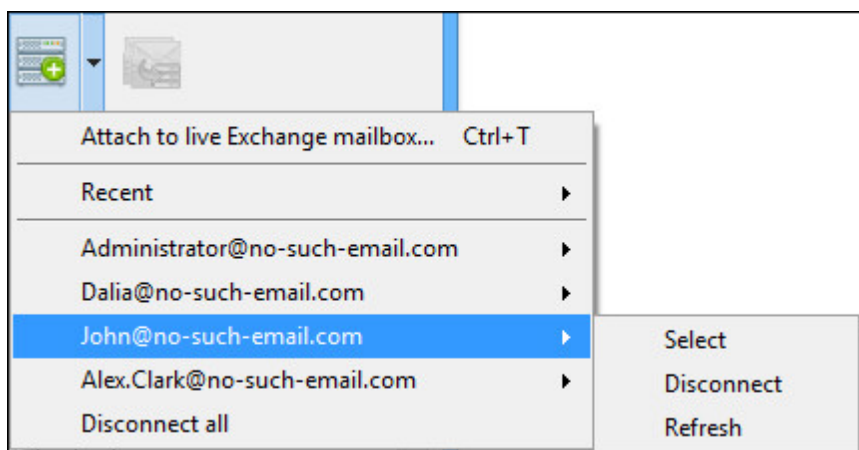 Attach to live Exchange mailbox... Ctrl+T
Recent
Administrator@no-such-email.com
Dalia@no-such-email.com
John@no-such-email.com
Select
Alex.Clark@no-such-email.com
Disconnect
Disconnect all
Refresh